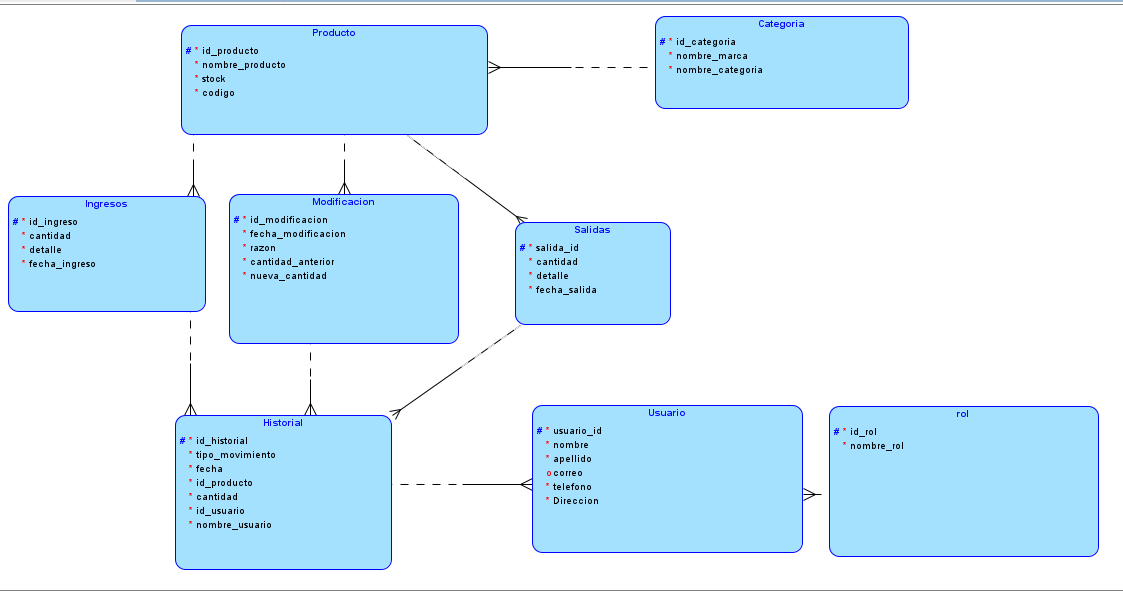 Producto
# * id_producto
* nombre_producto
* stock
* codigo
Categoria
# * id_categoria
* nombre_marca
* nombre_categoria
Ingresos
# * id_ingreso
* cantidad
* detalle
* fecha_ingreso
Modificacion
# * id_modificacion
* fecha_modificacion
* razon
* cantidad_anterior
* nueva_cantidad
Salidas
# * salida_id
* cantidad
* detalle
* fecha_salida
Historial
# * id_historial
* tipo_movimiento
* fecha
* id_producto
* cantidad
* id_usuario
* nombre_usuario
Usuario
# * usuario_id
* nombre
* apellido
o correo
* telefono
* Direccion
rol
# * id_rol
* nombre_rol